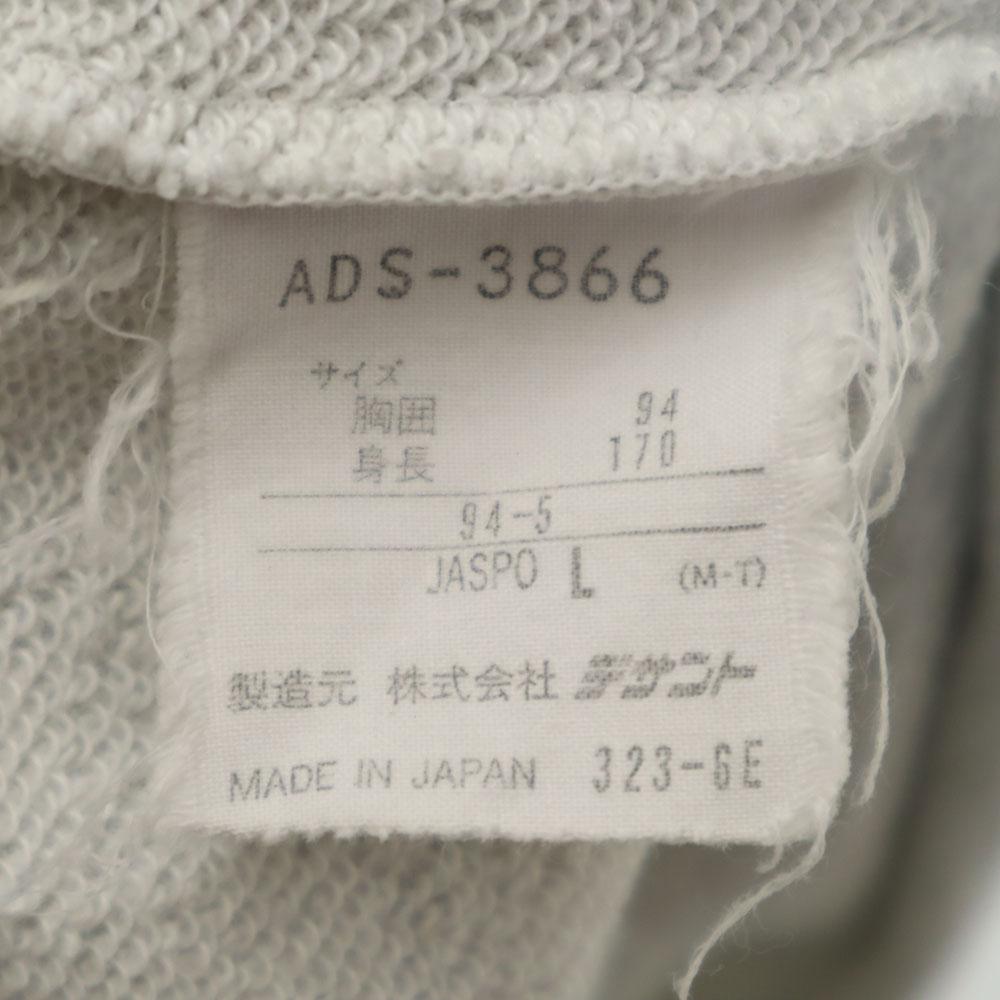 ADS-3866
サイズ
胸囲 94
身長 170
94-5
JASPO L (M-T)
製造元 株式会社 デサント
MADE IN JAPAN 323-6E